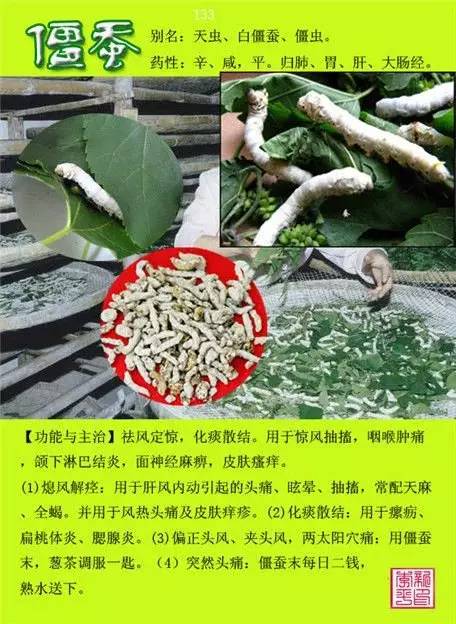 133
僵蚕
别名：天虫、白僵蚕、僵虫。
药性：辛、咸，平。归肺、胃、肝、大肠经。
【功能与主治】祛风定惊，化痰散结。用于惊风抽搐，咽喉肿痛
，颌下淋巴结炎，面神经麻痹，皮肤瘙痒。
(1)熄风解痉：用于肝风内动引起的头痛、眩晕、抽搐，常配天麻
、全蝎。并用于风热头痛及皮肤痒疹。(2)化痰散结：用于瘰疬、
扁桃体炎、腮腺炎。(3)偏正头风、夹头风，两太阳穴痛：用僵蚕
末，葱茶调服一匙。（4）突然头痛：僵蚕末每日二钱，
熟水送下。